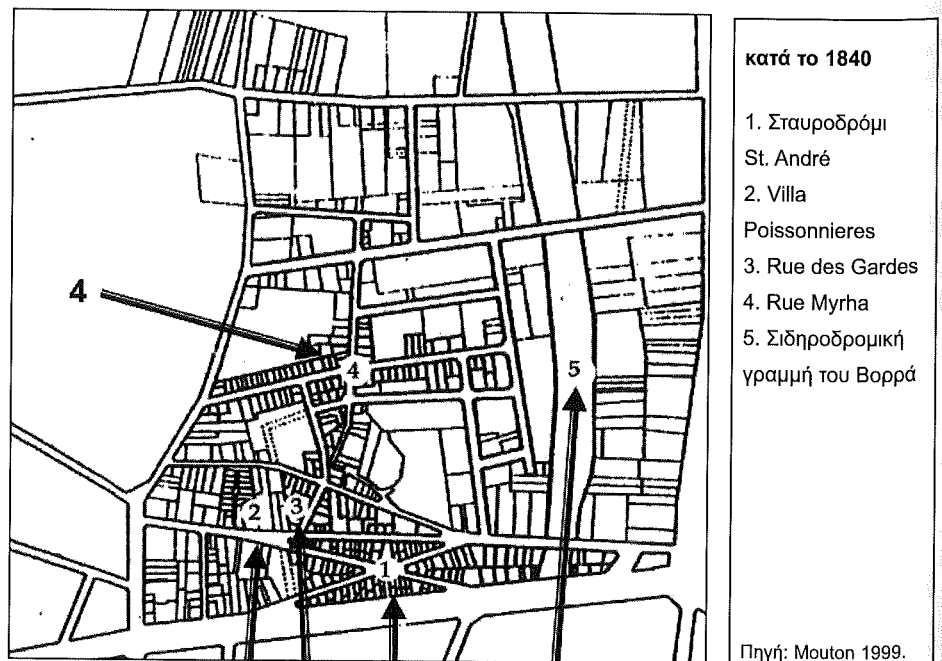 4
4
5
2
3
1
κατά το 1840
1. Σταυροδρόμι
St. André
2. Villa
Poissonnieres
3. Rue des Gardes
4. Rue Myrha
5. Σιδηροδρομική
γραμμή του Βορρά
Πηγή: Mouton 1999.